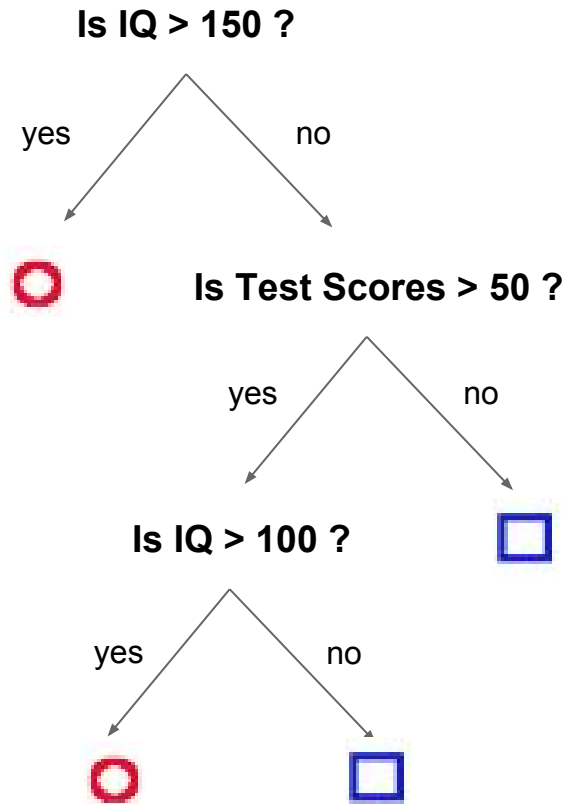 Is IQ > 150 ?
yes
no
Is Test Scores > 50 ?
yes
no
Is IQ > 100 ?
yes
no